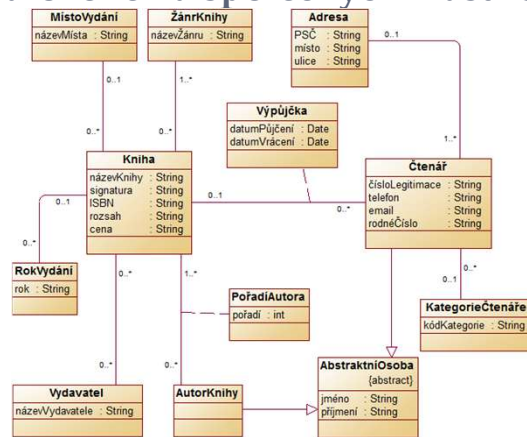 MístoVydání
názevMísta : String
ŽánrKnihy
názevŽánru : String
Adresa
PSČ : String
místo : String
ulice : String
0..1
1..*
0..1
Výpůjčka
datumPůjčení : Date
datumVrácení : Date
0..*
0..*
1..*
Kniha
názevKnihy : String
signatura : String
ISBN : String
rozsah : String
cena : String
Čtenář
čísloLegitimace : String
telefon : String
email : String
rodnéČíslo : String
0..1
0..1
0..*
0..*
0..*
1..*
0..*
0..1
RokVydání
rok : String
PořadíAutora
pořadí : int
KategorieČtenáře
kódKategorie : String
0..*
0..*
Vydavatel
názevVydavatele : String
AutorKnihy
AbstraktníOsoba
{abstract}
jméno : String
příjmení : String